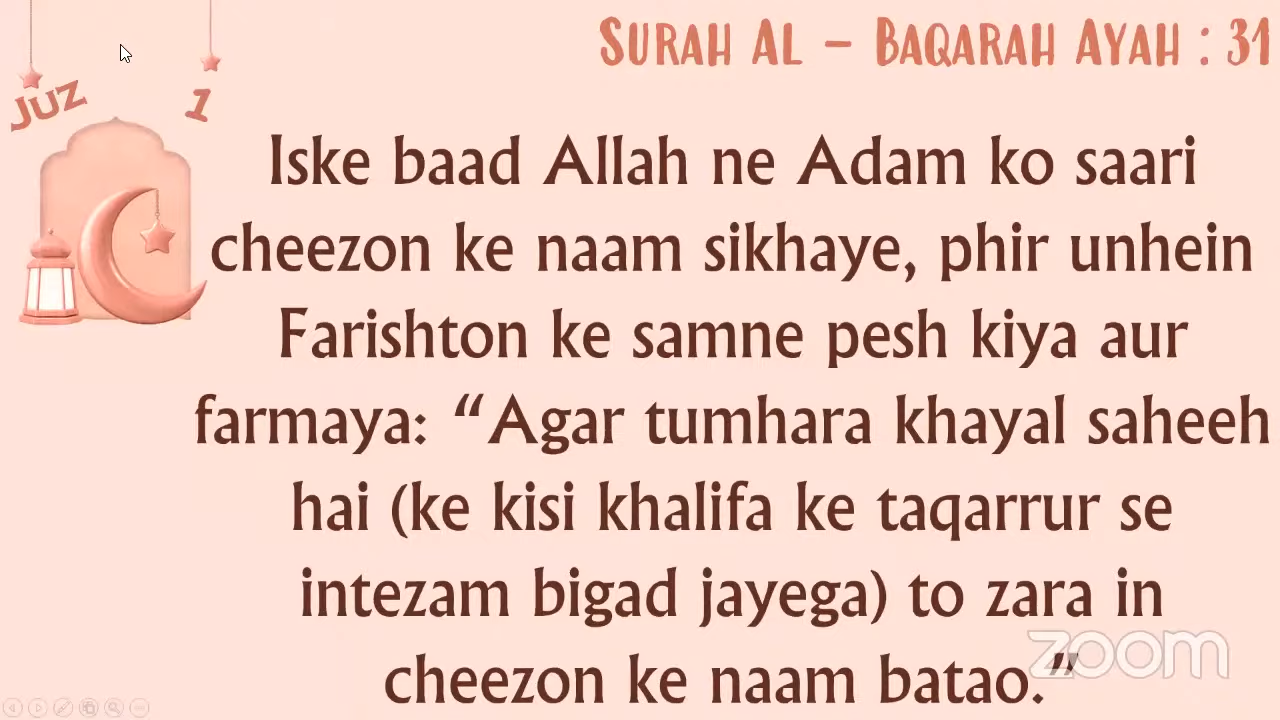 SURAH AL – BAQARAH AYAH : 31
JUZ 1
Iske baad Allah ne Adam ko saari
cheezon ke naam sikhaye, phir unhein
Farishton ke samne pesh kiya aur
farmaya: “Agar tumhara khayal saheeh
hai (ke kisi khalifa ke taqarrur se
intezam bigad jayega) to zara in
cheezon ke naam batao.”
zoom